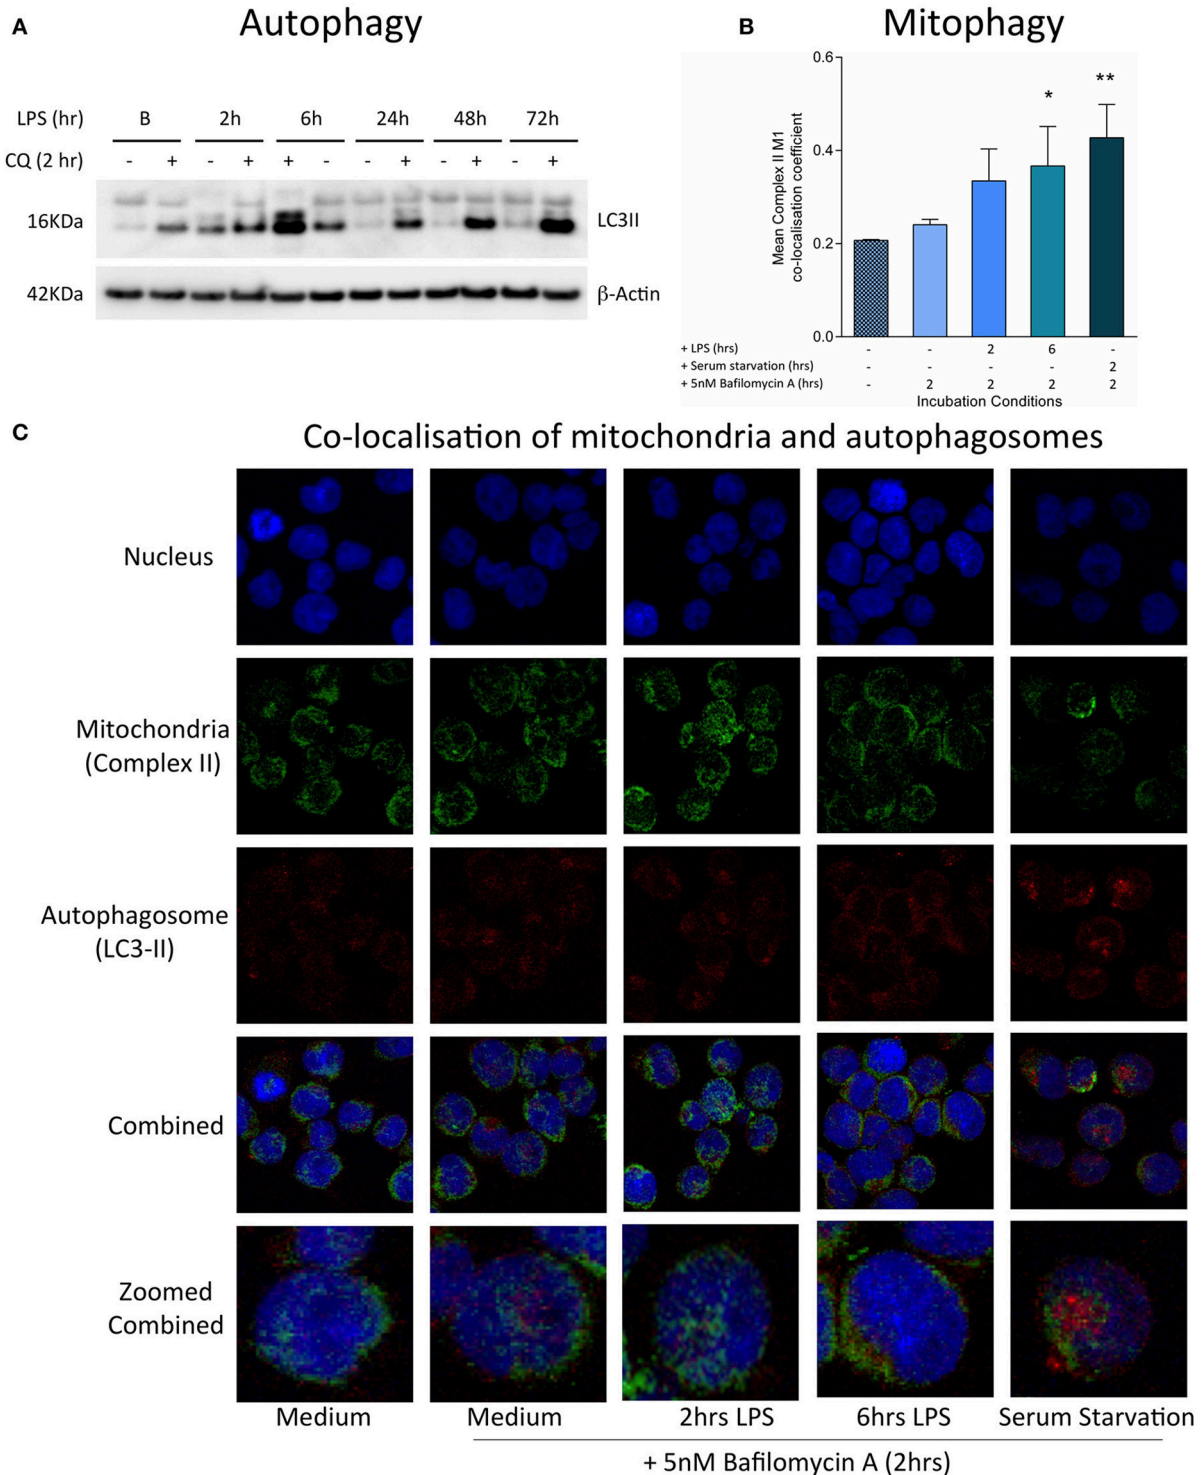 A
Autophagy
LPS (hr) B 2h 6h 24h 48h 72h
CQ (2 hr) - + - + + - - + - + - +
16KDa LC3II
42KDa β-Actin
B
Mitophagy
Mean Complex II M1
co-localisation coefficient
0.6
0.4
0.2
0.0
* **
+ LPS (hrs) - - 2 6 -
+ Serum starvation (hrs) - - - - 2
+ 5nM Bafilomycin A (hrs) - 2 2 2 2
Incubation Conditions
C
Co-localisation of mitochondria and autophagosomes
Nucleus
Mitochondria
(Complex II)
Autophagosome
(LC3-II)
Combined
Zoomed
Combined
Medium Medium 2hrs LPS 6hrs LPS Serum Starvation
+ 5nM Bafilomycin A (2hrs)